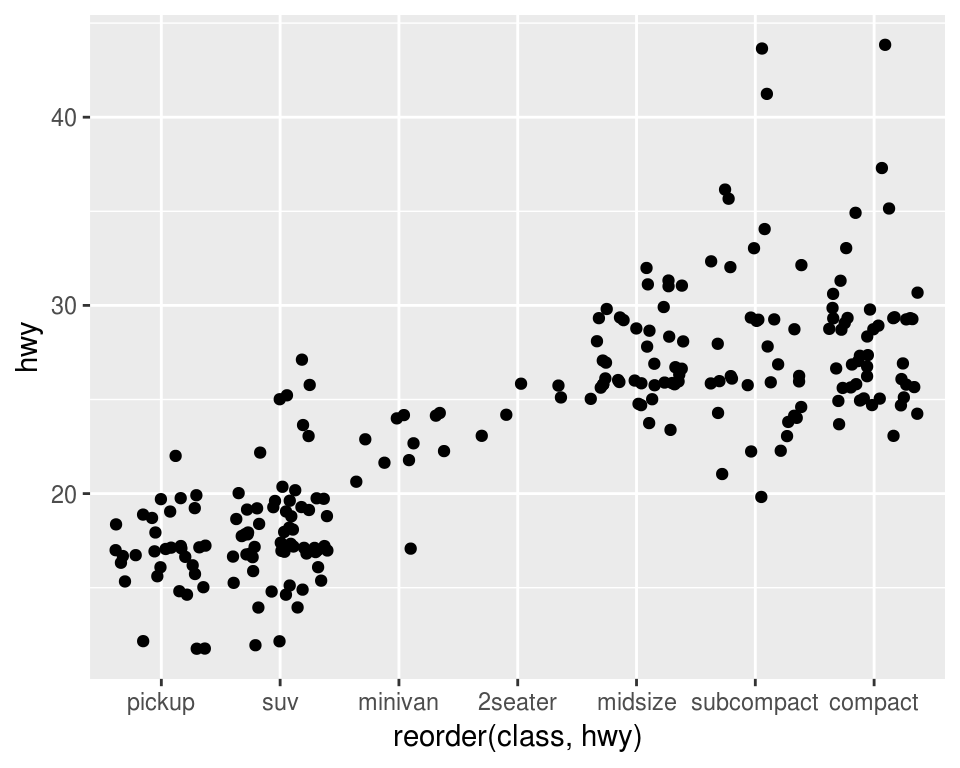 hwy
40
30
20
pickup suv minivan 2seater midsize subcompact compact
reorder(class, hwy)